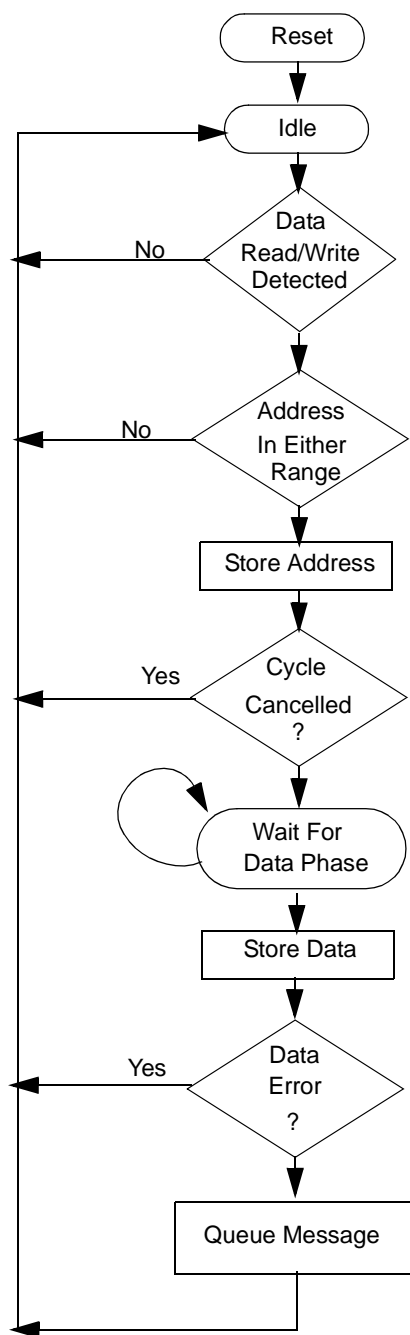 Reset
Idle
Data
Read/Write
Detected
No
Address
In Either
Range
No
Store Address
Cycle
Cancelled
?
Yes
Wait For
Data Phase
Store Data
Data
Error
?
Yes
Queue Message